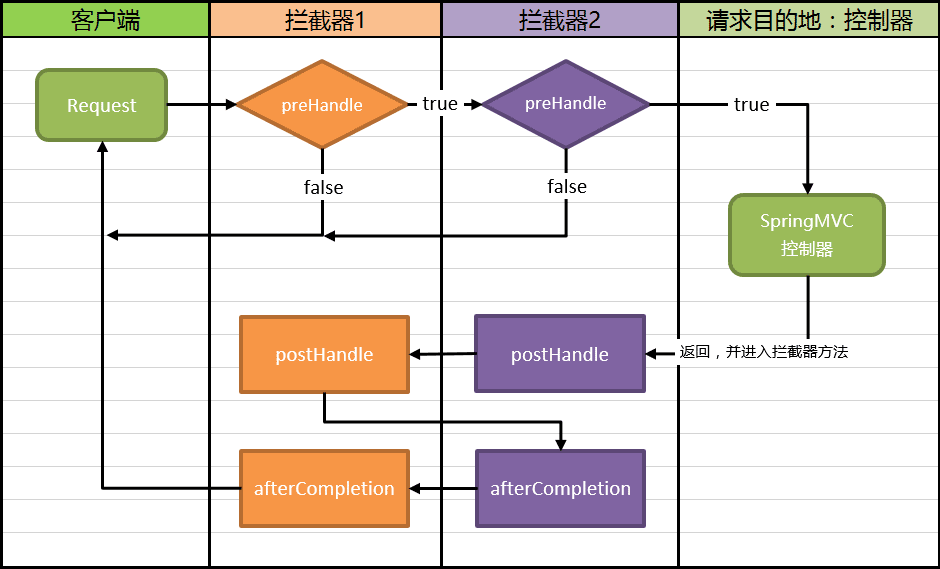 客户端
拦截器1
拦截器2
请求目的地：控制器
Request
preHandle
true
preHandle
true
false
false
SpringMVC
控制器
postHandle
postHandle
返回，并进入拦截器方法
afterCompletion
afterCompletion